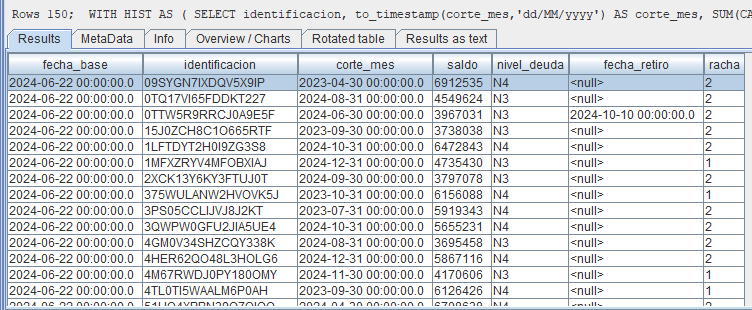 Rows 150; WITH HIST AS ( SELECT identificacion, to_timestamp(corte_mes,'dd/MM/yyyy') AS corte_mes, SUM(CA
Results MetaData Info Overview / Charts Rotated table Results as text
fecha_base identificacion corte_mes saldo nivel_deuda fecha_retiro racha
2024-06-22 00:00:00.0 09SYGN7IXDQV5X9IP 2023-04-30 00:00:00.0 6912535 N4 <null> 2
2024-06-22 00:00:00.0 0TQ17VI65FDDKT227 2024-08-31 00:00:00.0 4549624 N3 <null> 2
2024-06-22 00:00:00.0 0TTW5R9RRCJ0A9E5F 2024-06-30 00:00:00.0 3967031 N3 2024-10-10 00:00:00.0 2
2024-06-22 00:00:00.0 15J0ZCH8C1O665RTF 2023-09-30 00:00:00.0 3738038 N3 <null> 2
2024-06-22 00:00:00.0 1LFTDYT2H0I9ZG3S8 2024-10-31 00:00:00.0 6472843 N4 <null> 2
2024-06-22 00:00:00.0 1MFXZRYV4MFOBXIAJ 2024-12-31 00:00:00.0 4735430 N3 <null> 1
2024-06-22 00:00:00.0 2XCK13Y6KY3FTUJ0T 2023-09-30 00:00:00.0 3797078 N3 <null> 2
2024-06-22 00:00:00.0 375WULANW2HVOVK5J 2023-10-31 00:00:00.0 6156088 N4 <null> 1
2024-06-22 00:00:00.0 3PS05CCLIJVJ8J2KT 2023-07-31 00:00:00.0 5919343 N4 <null> 2
2024-06-22 00:00:00.0 3QWPW0GFU2JIA5UE4 2024-10-31 00:00:00.0 5655231 N4 <null> 2
2024-06-22 00:00:00.0 4GM0V34SHZCQY338K 2024-08-31 00:00:00.0 3695458 N3 <null> 2
2024-06-22 00:00:00.0 4HER62QO48L3HOLG6 2023-12-31 00:00:00.0 5867116 N4 <null> 2
2024-06-22 00:00:00.0 4M67RWDJ0PY180OMY 2024-11-30 00:00:00.0 4170606 N3 <null> 1
2024-06-22 00:00:00.0 4TL0TI5WAALM6P0AH 2023-09-30 00:00:00.0 6126426 N4 <null> 1